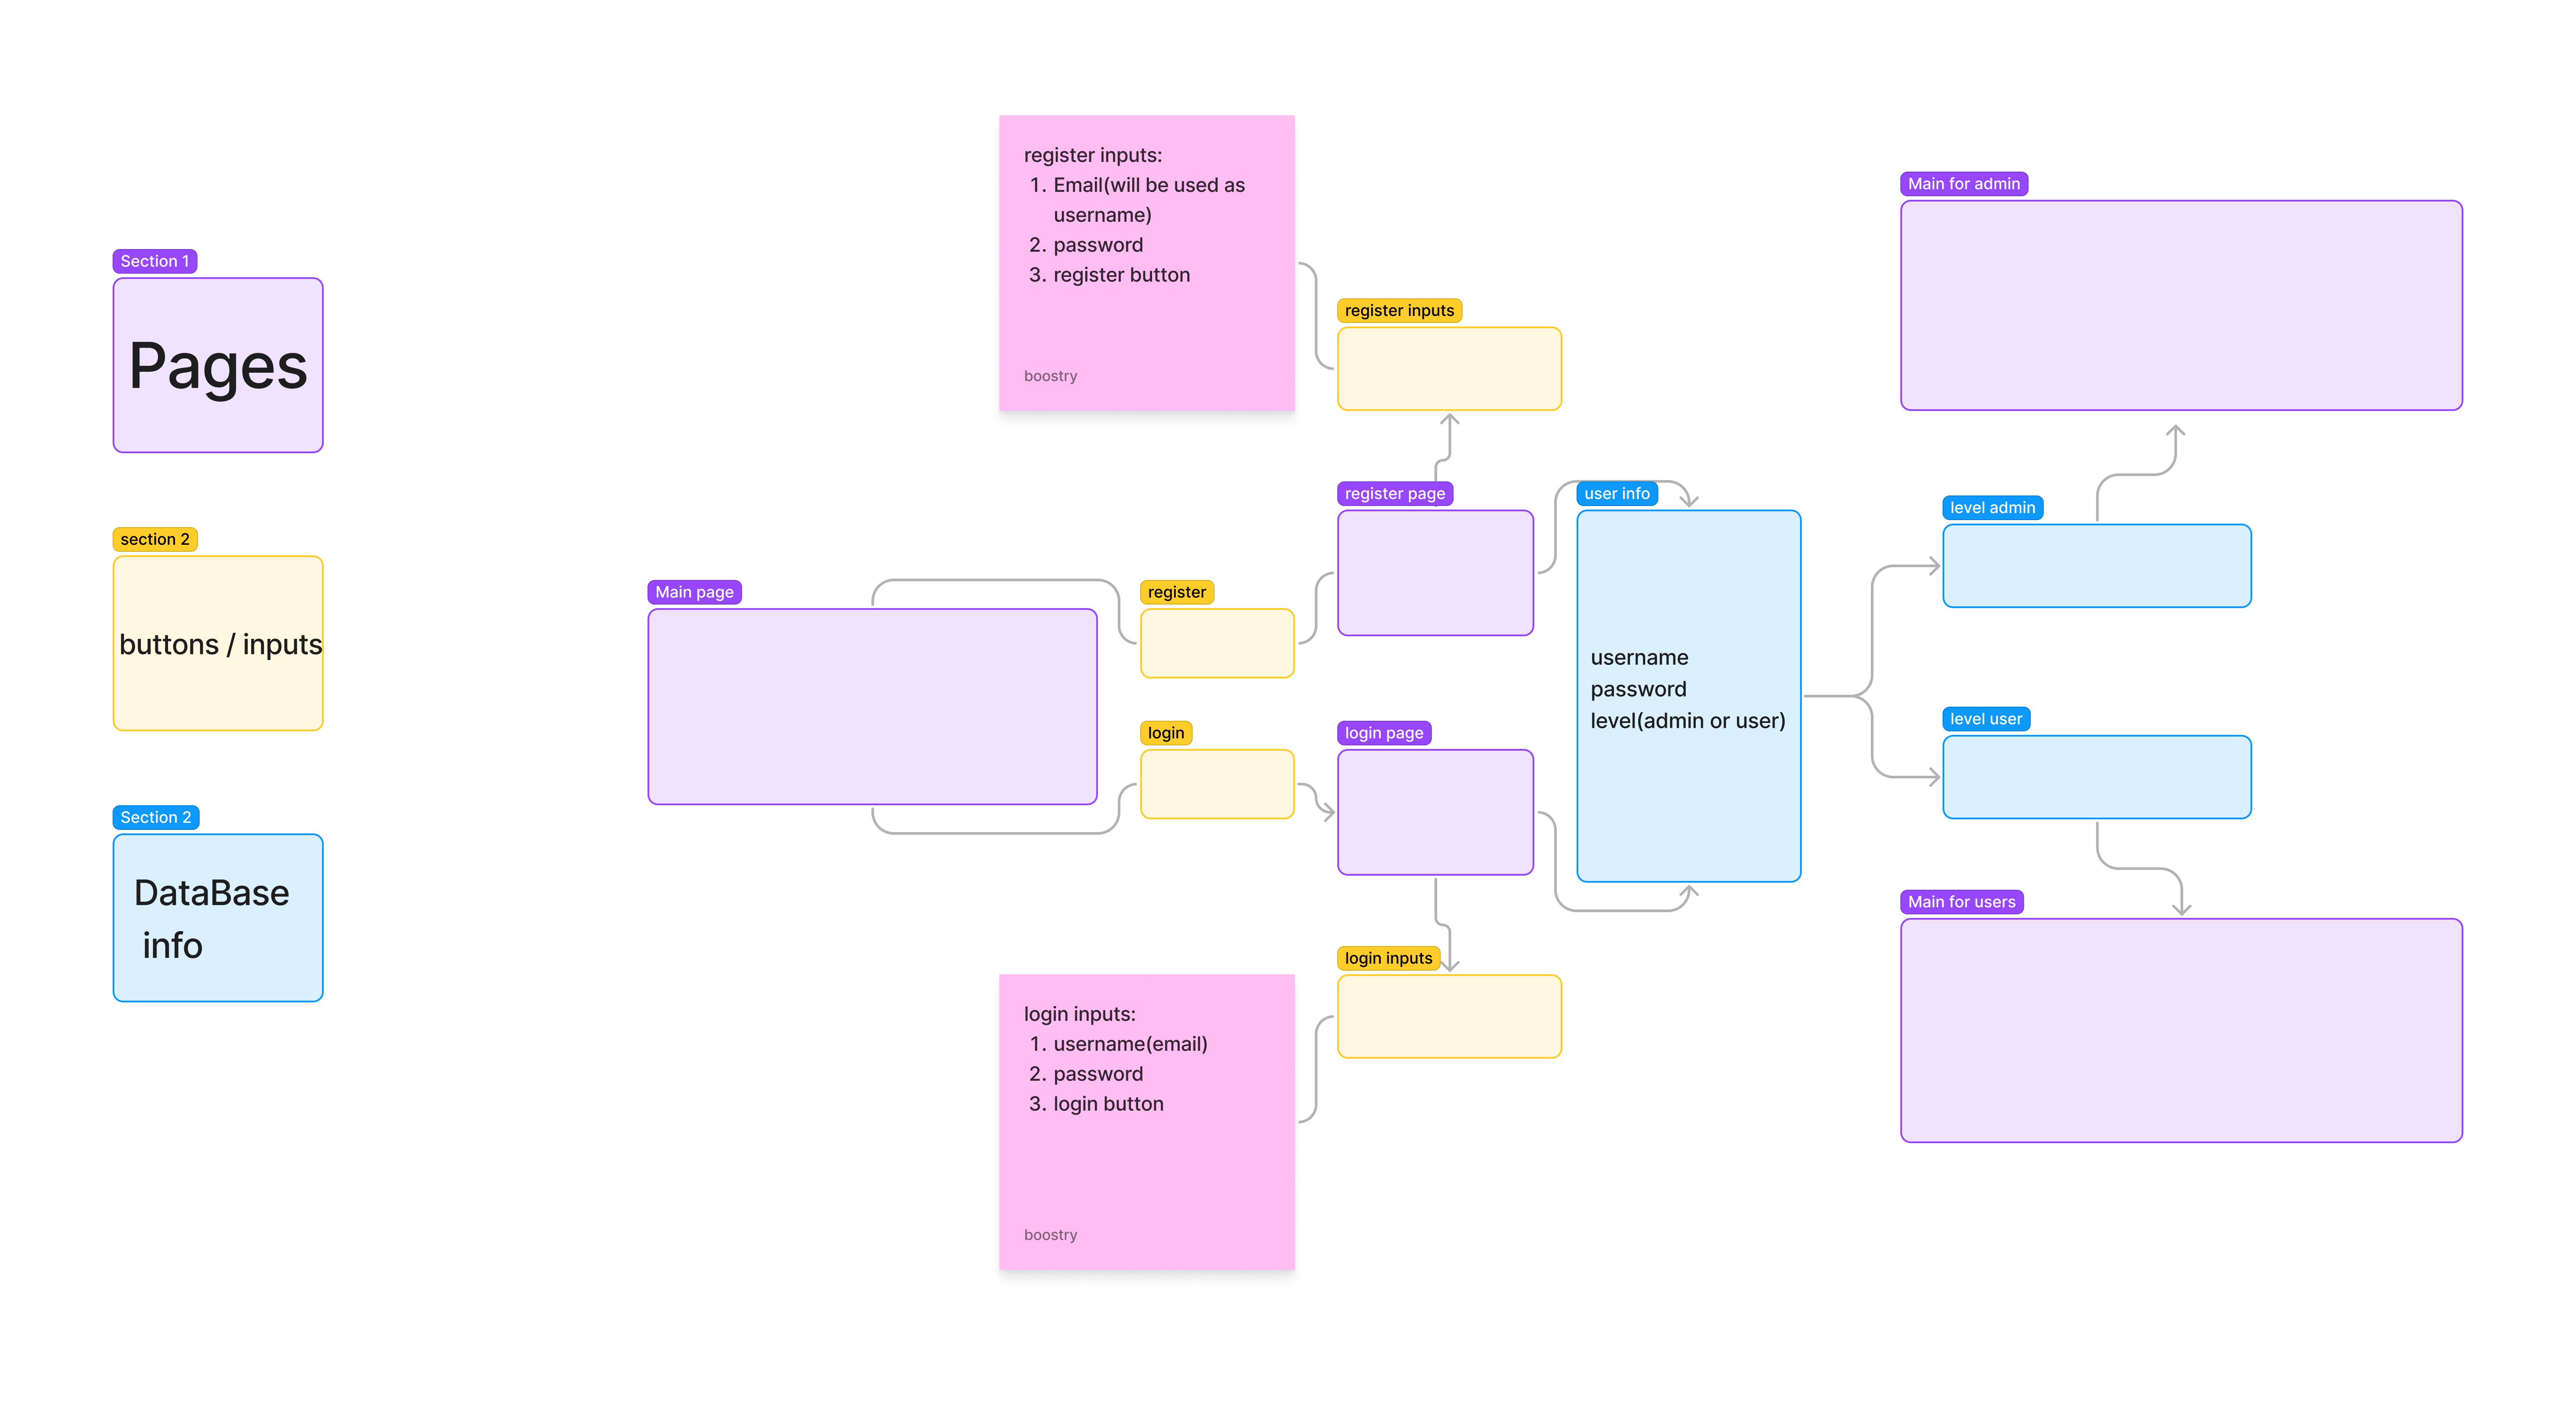 Section 1
Pages
section 2
buttons / inputs
Section 2
DataBase
info
register inputs:
1. Email(will be used as
username)
2. password
3. register button
boostry
register inputs
Main page
register
register page
login
login page
user info
username
password
level(admin or user)
login inputs
login inputs:
1. username(email)
2. password
3. login button
boostry
Main for admin
level admin
level user
Main for users